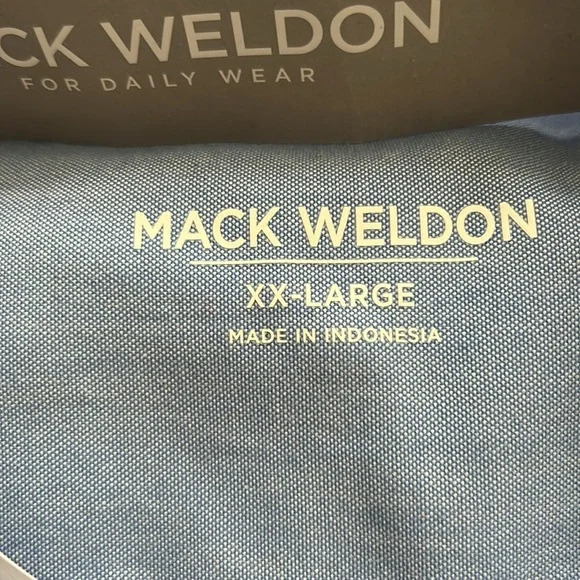 CK WELDON
FOR DAILY WEAR
MACK WELDON
XX-LARGE
MADE IN INDONESIA